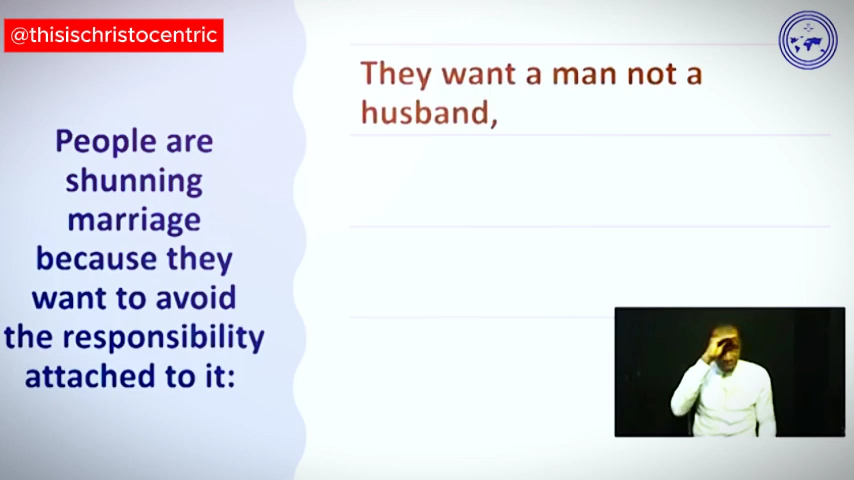 @thisischristocentric
People are
shunning
marriage
because they
want to avoid
the responsibility
attached to it:
They want a man not a
husband,